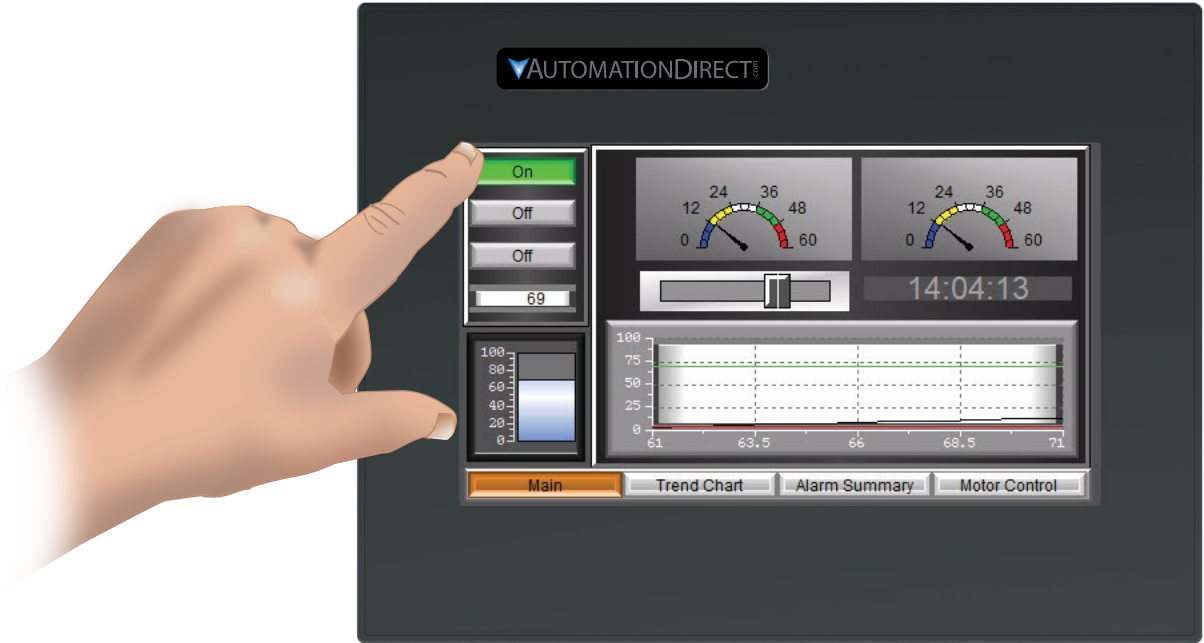 AUTOMATIONDIRECT.com
On
Off
Off
69
100
80
60
40
20
0
0 12 24 36 48 60
0 12 24 36 48 60
14:04:13
100
75
50
25
0
61 63.5 66 68.5 71
Main Trend Chart Alarm Summary Motor Control